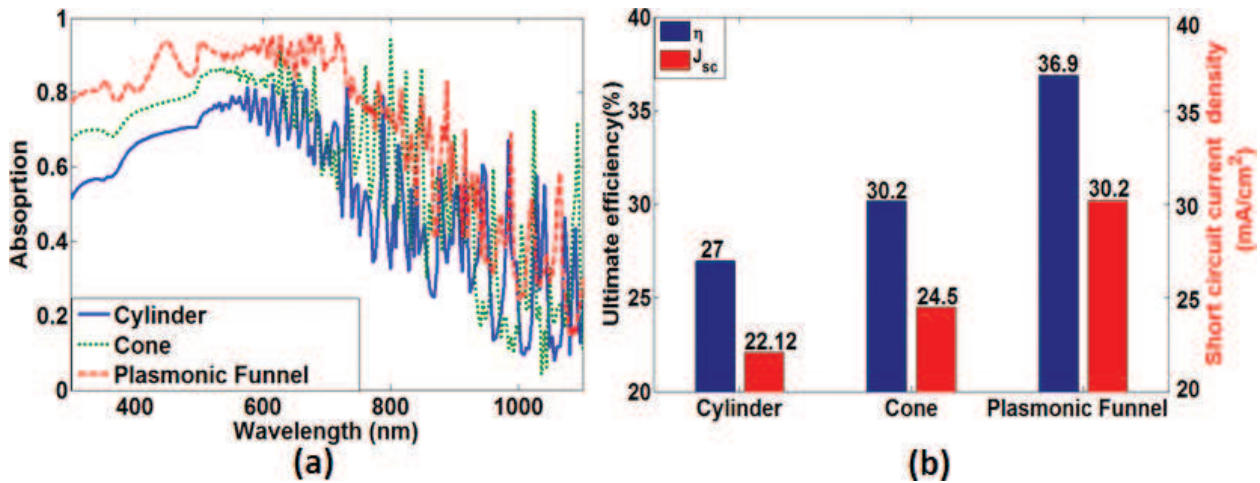 1
0.8
0.6
0.4
0.2
0
Absoprtion
Cylinder
Cone
Plasmonic Funnel
400
600
800
1000
Wavelength (nm)
(a)
40
35
30
25
20
Ultimate efficiency(%)
η
J_sc
27
22.12
30.2
24.5
36.9
30.2
Cylinder
Cone
Plasmonic Funnel
40
35
30
25
20
Short circuit current density
(mA/cm²)
(b)